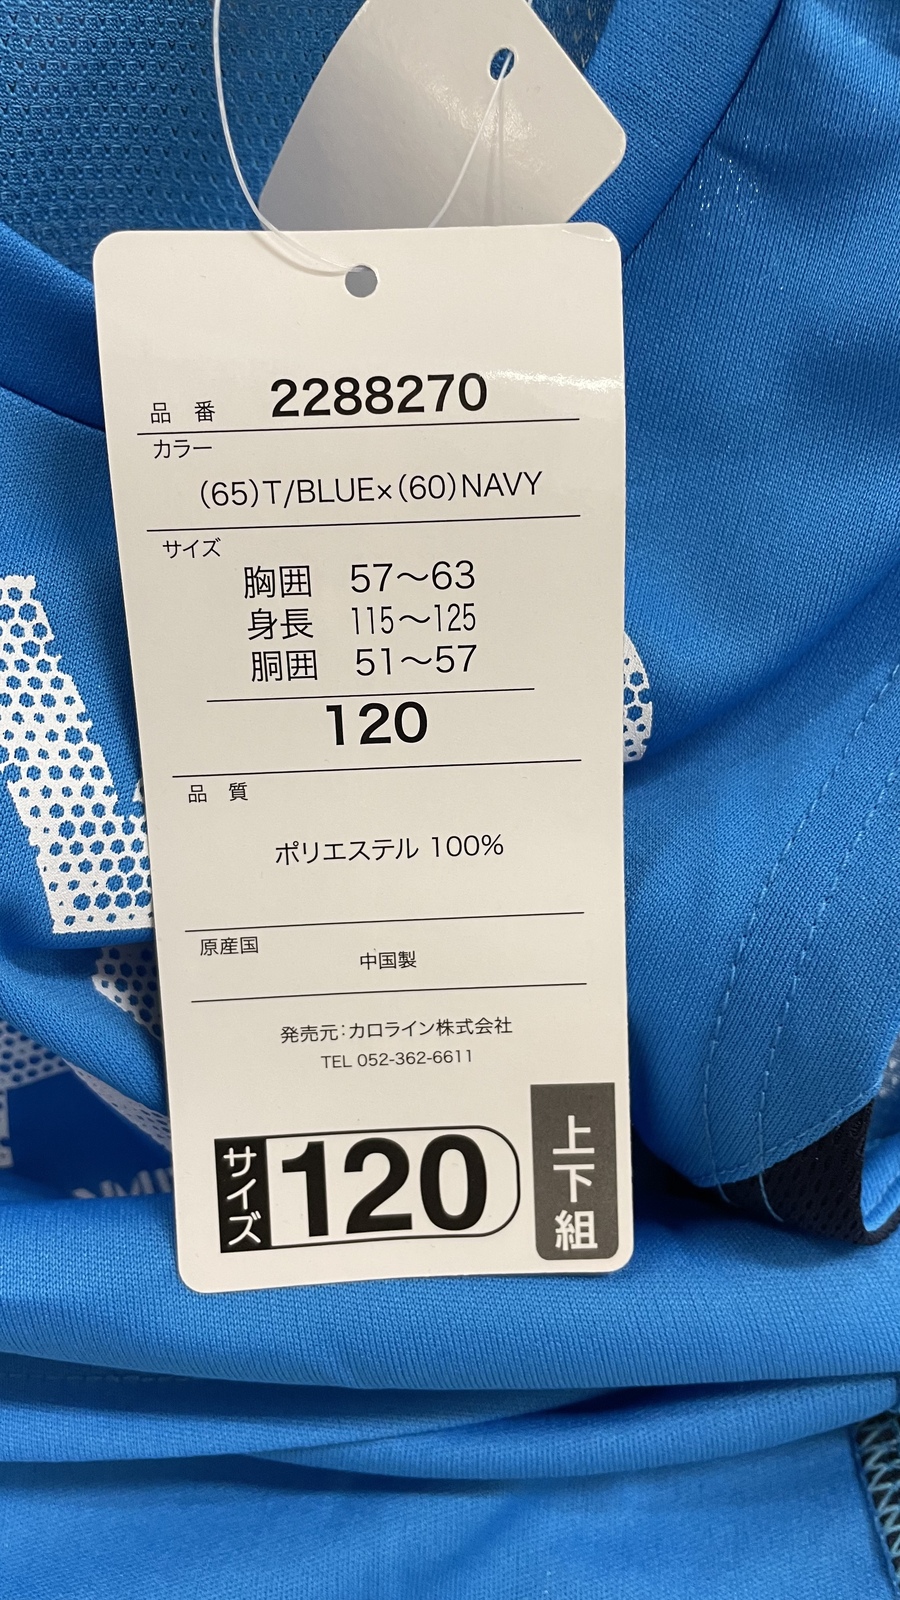 品番 2288270
カラー
(65)T/BLUE×(60)NAVY
サイズ
胸囲 57〜63
身長 115〜125
胴囲 51〜57
120
品質
ポリエステル 100%
原産国
中国製
発売元:カロライン株式会社
TEL 052-362-6611
サイズ 120
上下組